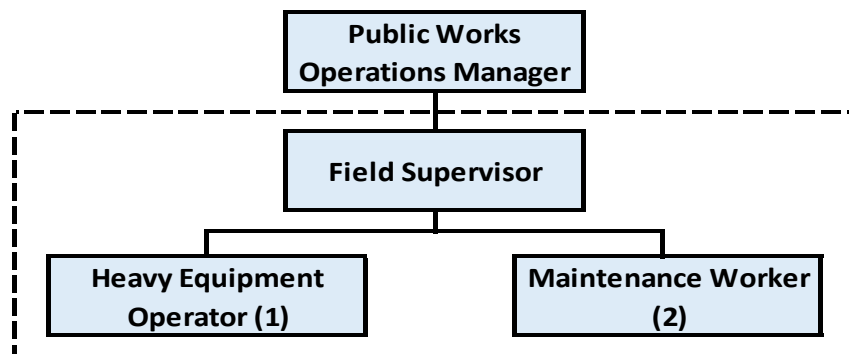 Public Works
Operations Manager
Field Supervisor
Heavy Equipment
Operator (1)
Maintenance Worker
(2)